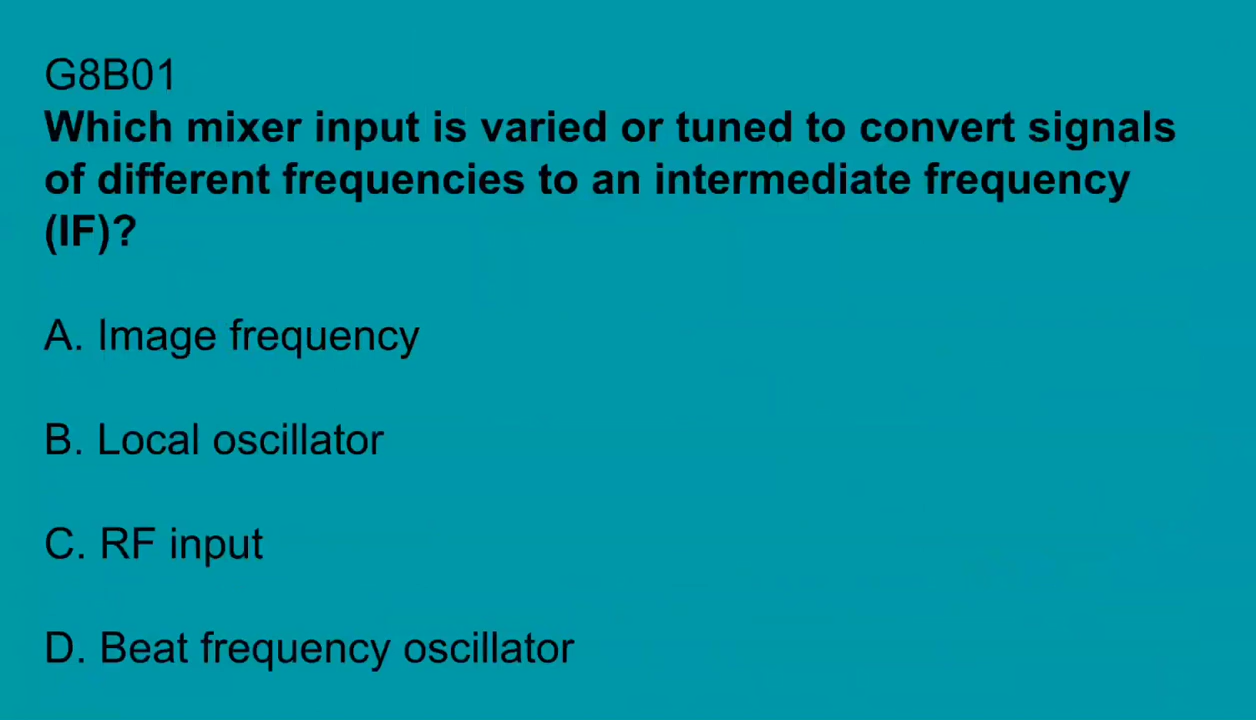 G8B01
Which mixer input is varied or tuned to convert signals
of different frequencies to an intermediate frequency
(IF)?
A. Image frequency
B. Local oscillator
C. RF input
D. Beat frequency oscillator